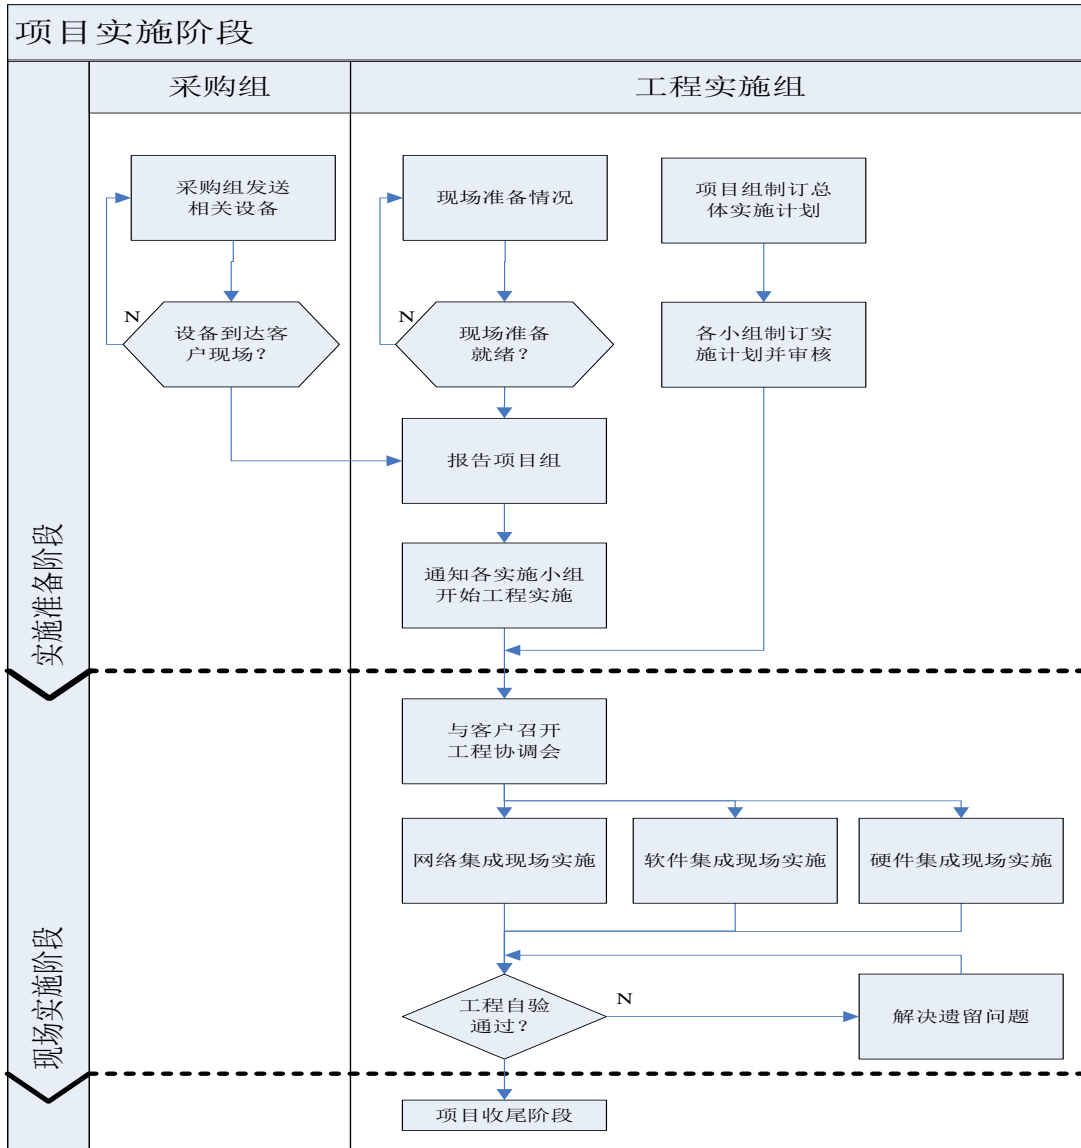 项目实施阶段
采购组
工程实施组
采购组发送
相关设备
现场准备情况
项目组制订总
体实施计划
N
设备到达客
户现场？
N
现场准备
就绪？
各小组制订实
施计划并审核
报告项目组
通知各实施小组
开始工程实施
实施准备阶段
与客户召开
工程协调会
网络集成现场实施
软件集成现场实施
硬件集成现场实施
工程自验
通过？
N
解决遗留问题
现场实施阶段
项目收尾阶段